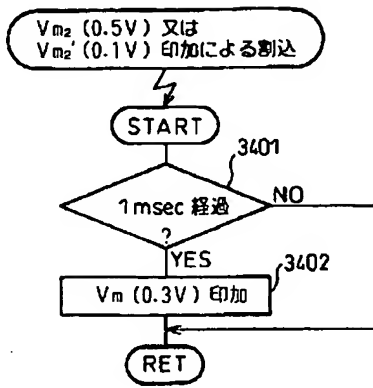 Vm₂ (0.5V) 又は
Vm₂' (0.1V) 印加による割込
START
3401
1msec 経過
?
NO
YES
3402
Vm (0.3V) 印加
RET